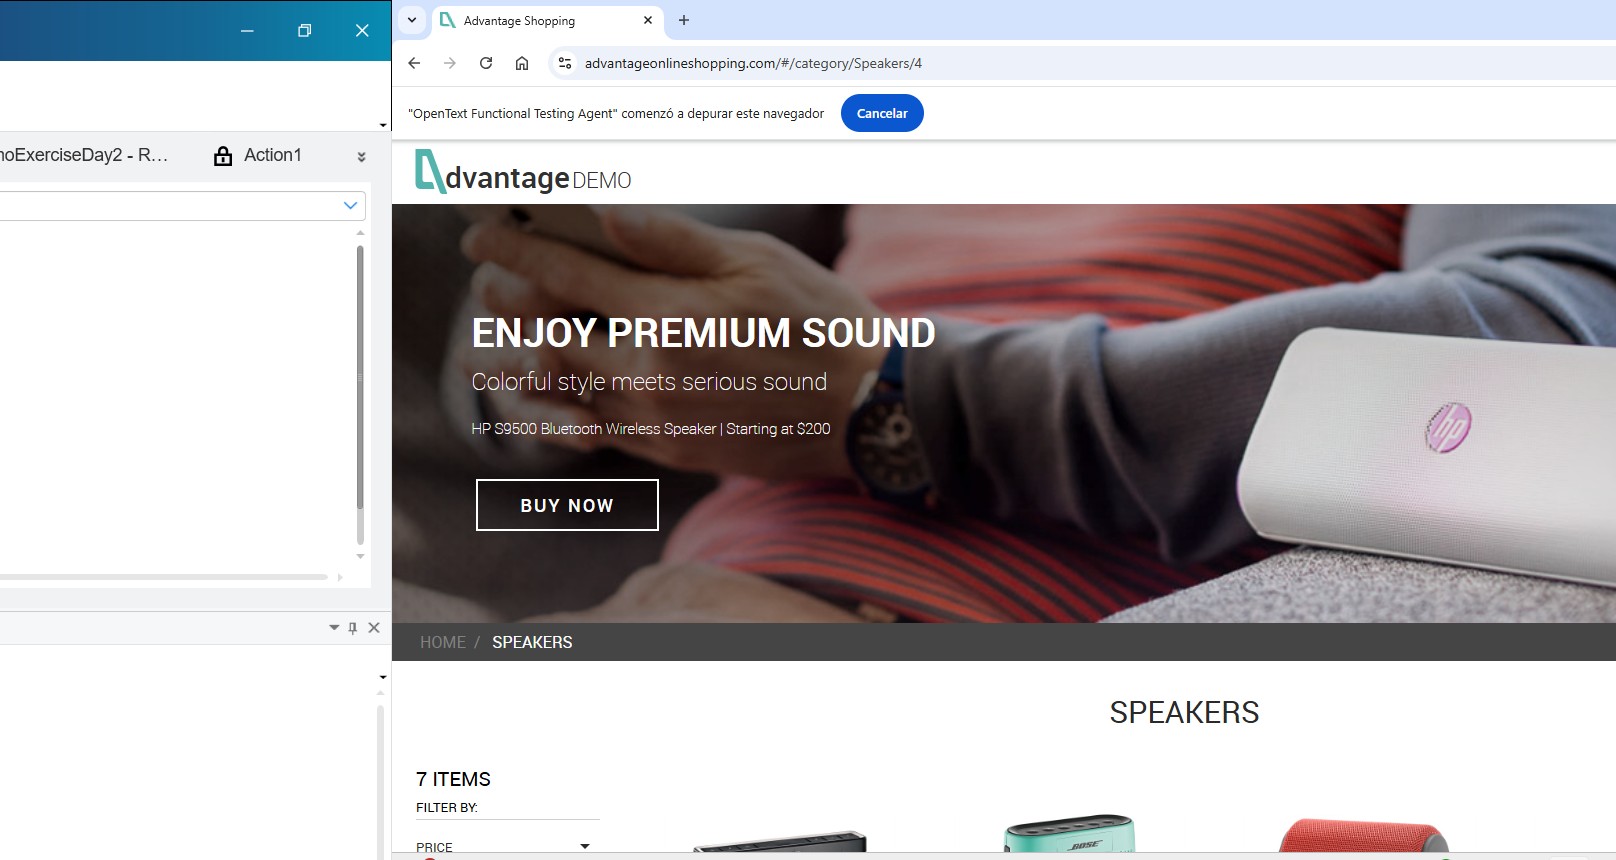 Advantage Shopping
advantageonlineshopping.com/#/category/Speakers/4
"OpenText Functional Testing Agent" comenzó a depurar este navegador
Cancelar
noExerciseDay2 - R...
Action1
dvantage DEMO
ENJOY PREMIUM SOUND
Colorful style meets serious sound
HP S9500 Bluetooth Wireless Speaker | Starting at $200
hp
BUY NOW
HOME / SPEAKERS
SPEAKERS
7 ITEMS
FILTER BY:
PRICE
BOSE